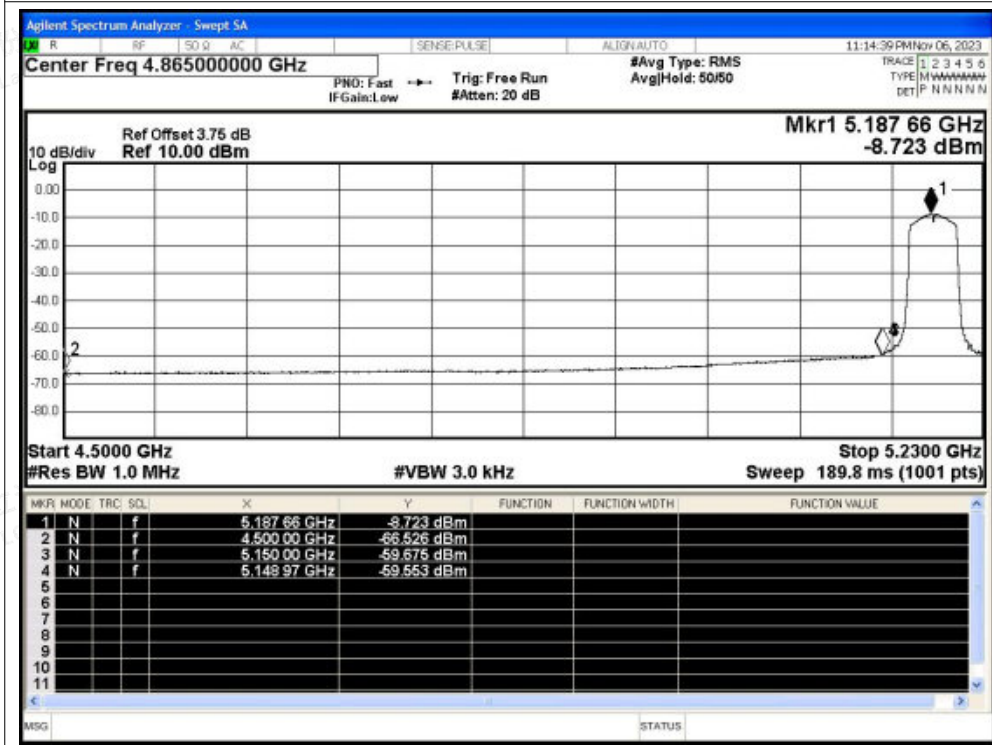 Agilent Spectrum Analyzer - Swept SA
R RF 50 Ω AC SENSE:PULSE ALIGN AUTO 11:14:39 PM Nov 06, 2023
Center Freq 4.865000000 GHz #Avg Type: RMS TRACE 1 2 3 4 5 6
PNO: Fast Trig: Free Run Avg|Hold: 50/50 TYPE M
IFGain:Low #Atten: 20 dB DET P N N N N N
Mkr1 5.187 66 GHz
Ref Offset 3.75 dB
10 dB/div Ref 10.00 dBm -8.723 dBm
Log
0.00
1
-10.0
-20.0
-30.0
-40.0
-50.0
-60.0
2
-70.0
-80.0
Start 4.5000 GHz Stop 5.2300 GHz
#Res BW 1.0 MHz #VBW 3.0 kHz Sweep 189.8 ms (1001 pts)
MKR MODE TRC SCL X Y FUNCTION FUNCTION WIDTH FUNCTION VALUE
1 N f 5.187 66 GHz -8.723 dBm
2 N f 4.500 00 GHz -66.526 dBm
3 N f 5.150 00 GHz -59.675 dBm
4 N f 5.148 97 GHz -59.553 dBm
5
6
7
8
9
10
11
MSG STATUS